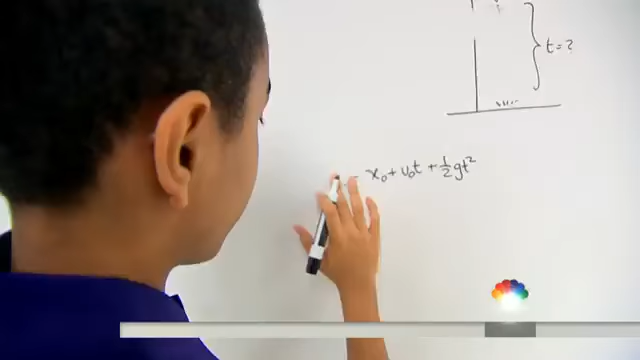 t = ?
x₀ + v₀t + ½gt²